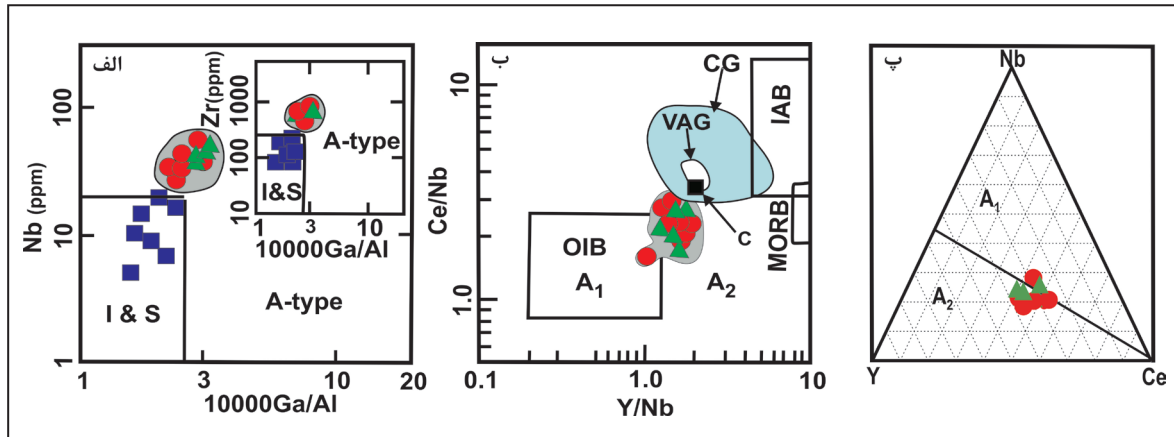 الف
Nb (ppm)
100
10
1
1
3
10
20
10000Ga/Al
I & S
A-type
Zr(ppm)
1000
100
10
1
3
10
10000Ga/Al
I&S
A-type
ب
Ce/Nb
10
1.0
0.1
1.0
10
Y/Nb
CG
VAG
C
IAB
MORB
OIB
A1
A2
پ
Nb
A1
A2
Y
Ce